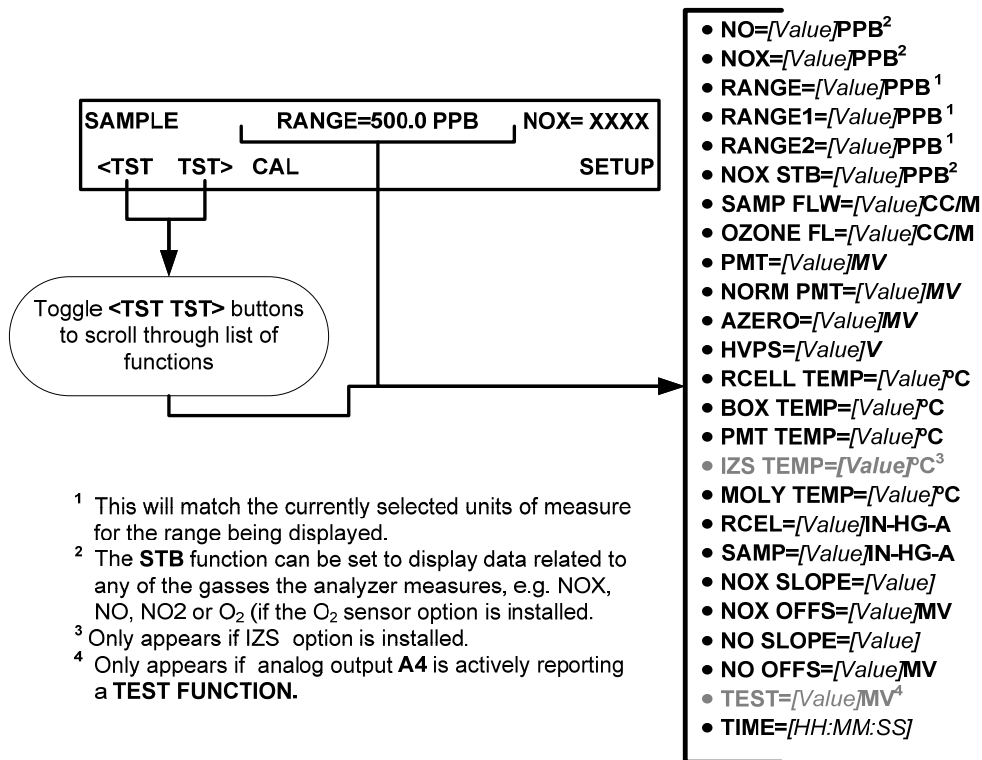 SAMPLE RANGE=500.0 PPB NOX= XXXX
<TST TST> CAL SETUP
Toggle <TST TST> buttons
to scroll through list of
functions
• NO=[Value]PPB²
• NOX=[Value]PPB²
• RANGE=[Value]PPB ¹
• RANGE1=[Value]PPB ¹
• RANGE2=[Value]PPB ¹
• NOX STB=[Value]PPB²
• SAMP FLW=[Value]CC/M
• OZONE FL=[Value]CC/M
• PMT=[Value]MV
• NORM PMT=[Value]MV
• AZERO=[Value]MV
• HVPS=[Value]V
• RCELL TEMP=[Value]ºC
• BOX TEMP=[Value]ºC
• PMT TEMP=[Value]ºC
• IZS TEMP=[Value]ºC³
• MOLY TEMP=[Value]ºC
• RCEL=[Value]IN-HG-A
• SAMP=[Value]IN-HG-A
• NOX SLOPE=[Value]
• NOX OFFS=[Value]MV
• NO SLOPE=[Value]
• NO OFFS=[Value]MV
• TEST=[Value]MV⁴
• TIME=[HH:MM:SS]
¹ This will match the currently selected units of measure
for the range being displayed.
² The STB function can be set to display data related to
any of the gasses the analyzer measures, e.g. NOX,
NO, NO2 or O₂ (if the O₂ sensor option is installed.
³ Only appears if IZS option is installed.
⁴ Only appears if analog output A4 is actively reporting
a TEST FUNCTION.